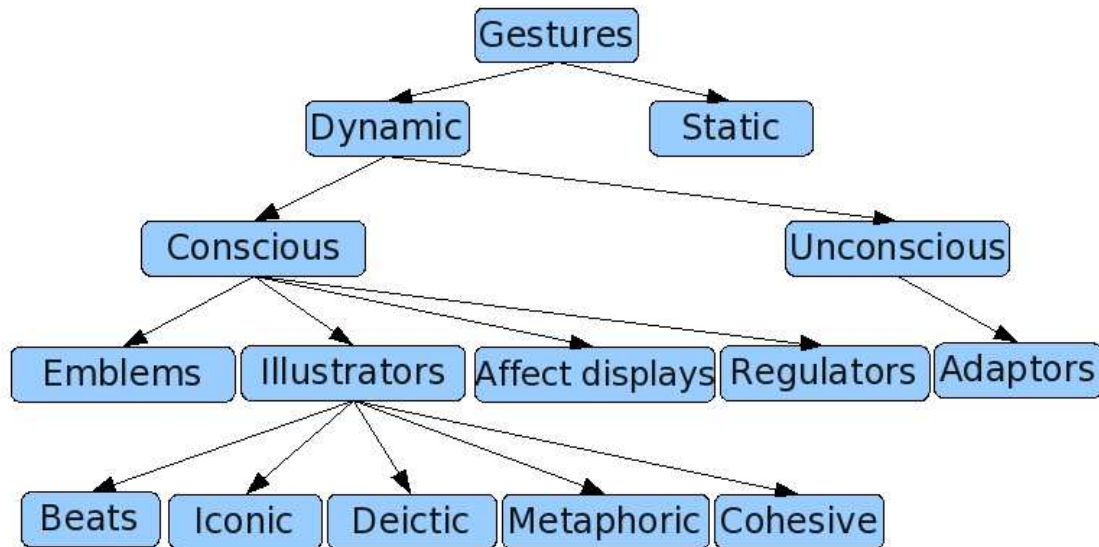 Gestures
Dynamic
Static
Conscious
Unconscious
Emblems
Illustrators
Affect displays
Regulators
Adaptors
Beats
Iconic
Deictic
Metaphoric
Cohesive